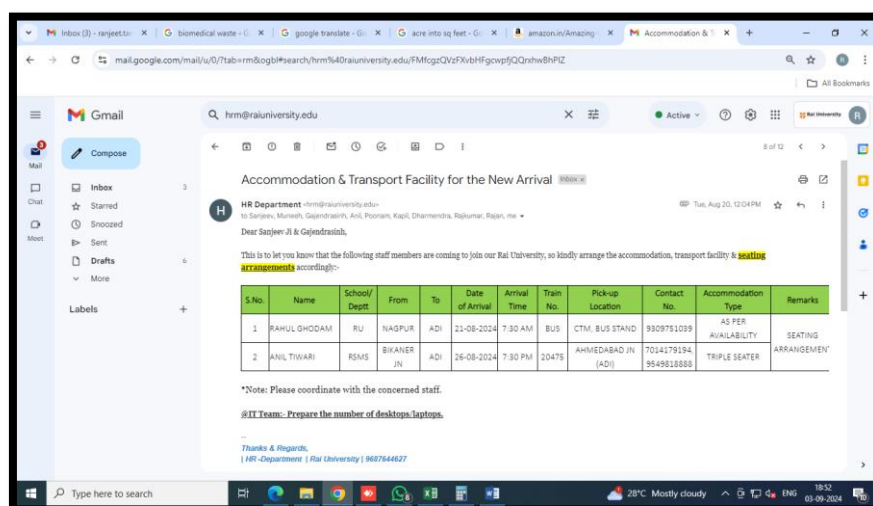 Inbox (3) - ranjeet.tan
biomedical waste - G
google translate - Go
acre into sq feet - Go
amazon.in/Amazing
Accommodation & T
mail.google.com/mail/u/0/?tab=rm&ogbl#search/hrm%40raiuniversity.edu/
All Bookmarks
Gmail
hrm@raiuniversity.edu
Active
Rai University
R
Mail
Chat
Meet
Compose
Inbox 3
Starred
Snoozed
Sent
Drafts 6
More
Labels
8 of 12
Accommodation & Transport Facility for the New Arrival Inbox x
H
HR Department <hrm@raiuniversity.edu>
Tue, Aug 20, 12:04 PM
to Sanjeev, Muneeh, Gajendrasinh, Anil, Poonam, Kapil, Dharmendra, Rajkumar, Rajan, me
Dear Sanjeev Ji & Gajendrasinh,
This is to let you know that the following staff members are coming to join our Rai University, so kindly arrange the accommodation, transport facility & seating
arrangements accordingly:-
S.No. Name School/ Deptt From To Date of Arrival Arrival Time Train No. Pick-up Location Contact No. Accommodation Type Remarks
1 RAHUL GHODAM RU NAGPUR ADI 21-08-2024 7:30 AM BUS CTM, BUS STAND 9309751039 AS PER AVAILABILITY SEATING ARRANGEMENT
2 ANIL TIWARI RSMS BIKANER JN ADI 26-08-2024 7:30 PM 20475 AHMEDABAD JN (ADI) 7014179194, 9549818888 TRIPLE SEATER
*Note: Please coordinate with the concerned staff.
@IT Team:- Prepare the number of desktops/laptops.
--
Thanks & Regards,
| HR -Department | Rai University | 9687644627
Type here to search
28°C Mostly cloudy
ENG
18:52
03-09-2024